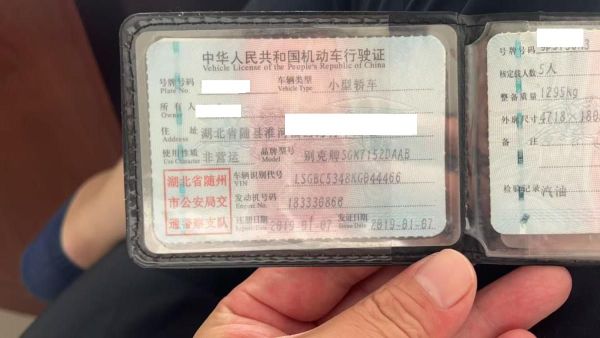 中华人民共和国机动车行驶证
Vehicle License of the People's Republic of China
号牌号码
Plate No.
车辆类型
Vehicle Type
小型轿车
所有人
Owner
住址
Address
湖北省随县淮河
使用性质
Use Character
非营运
品牌型号
Model
别克牌SGM7152DAAB
湖北省随州
市公安局交
通警察支队
车辆识别代号
VIN
发动机号码
Engine No.
183330860
注册日期
Register Date
2019-01-07
发证日期
Issue Date
2019-01-07
号牌号码
核定载人数 5人
整备质量 1295kg
外廓尺寸 4718×180
备注
检验记录 汽油